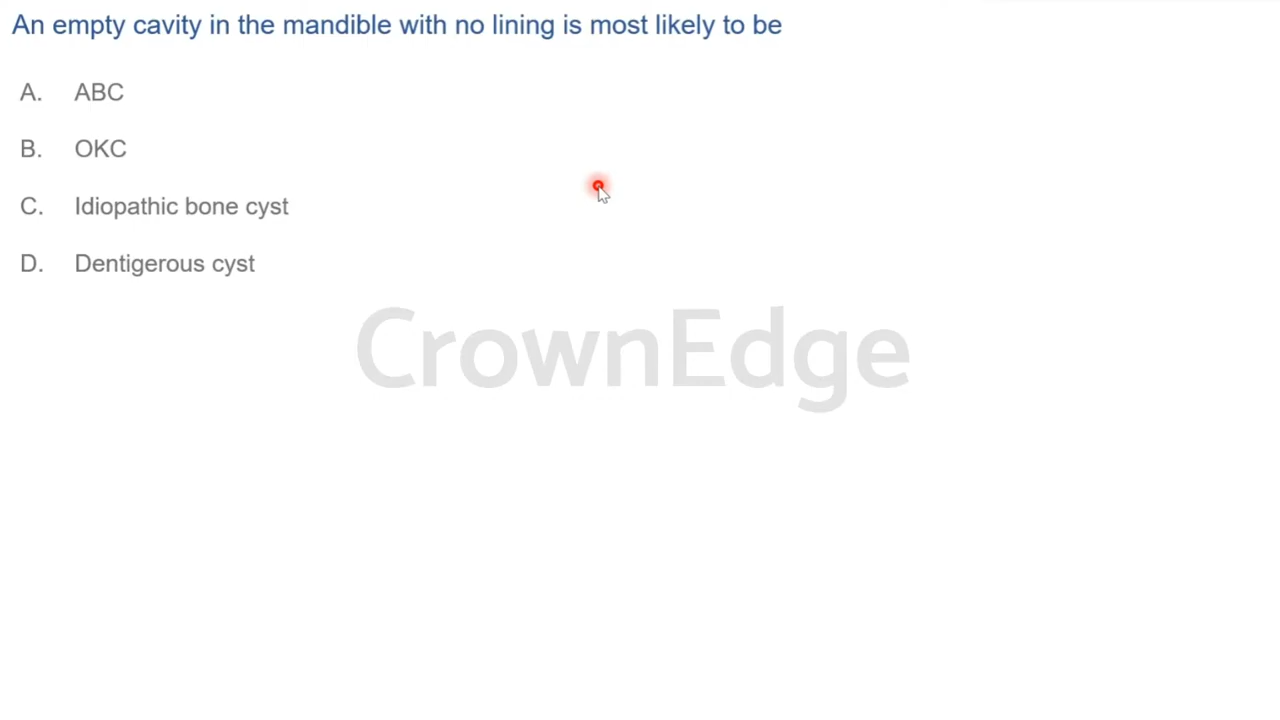 An empty cavity in the mandible with no lining is most likely to be
A. ABC
B. OKC
C. Idiopathic bone cyst
D. Dentigerous cyst
CrownEdge